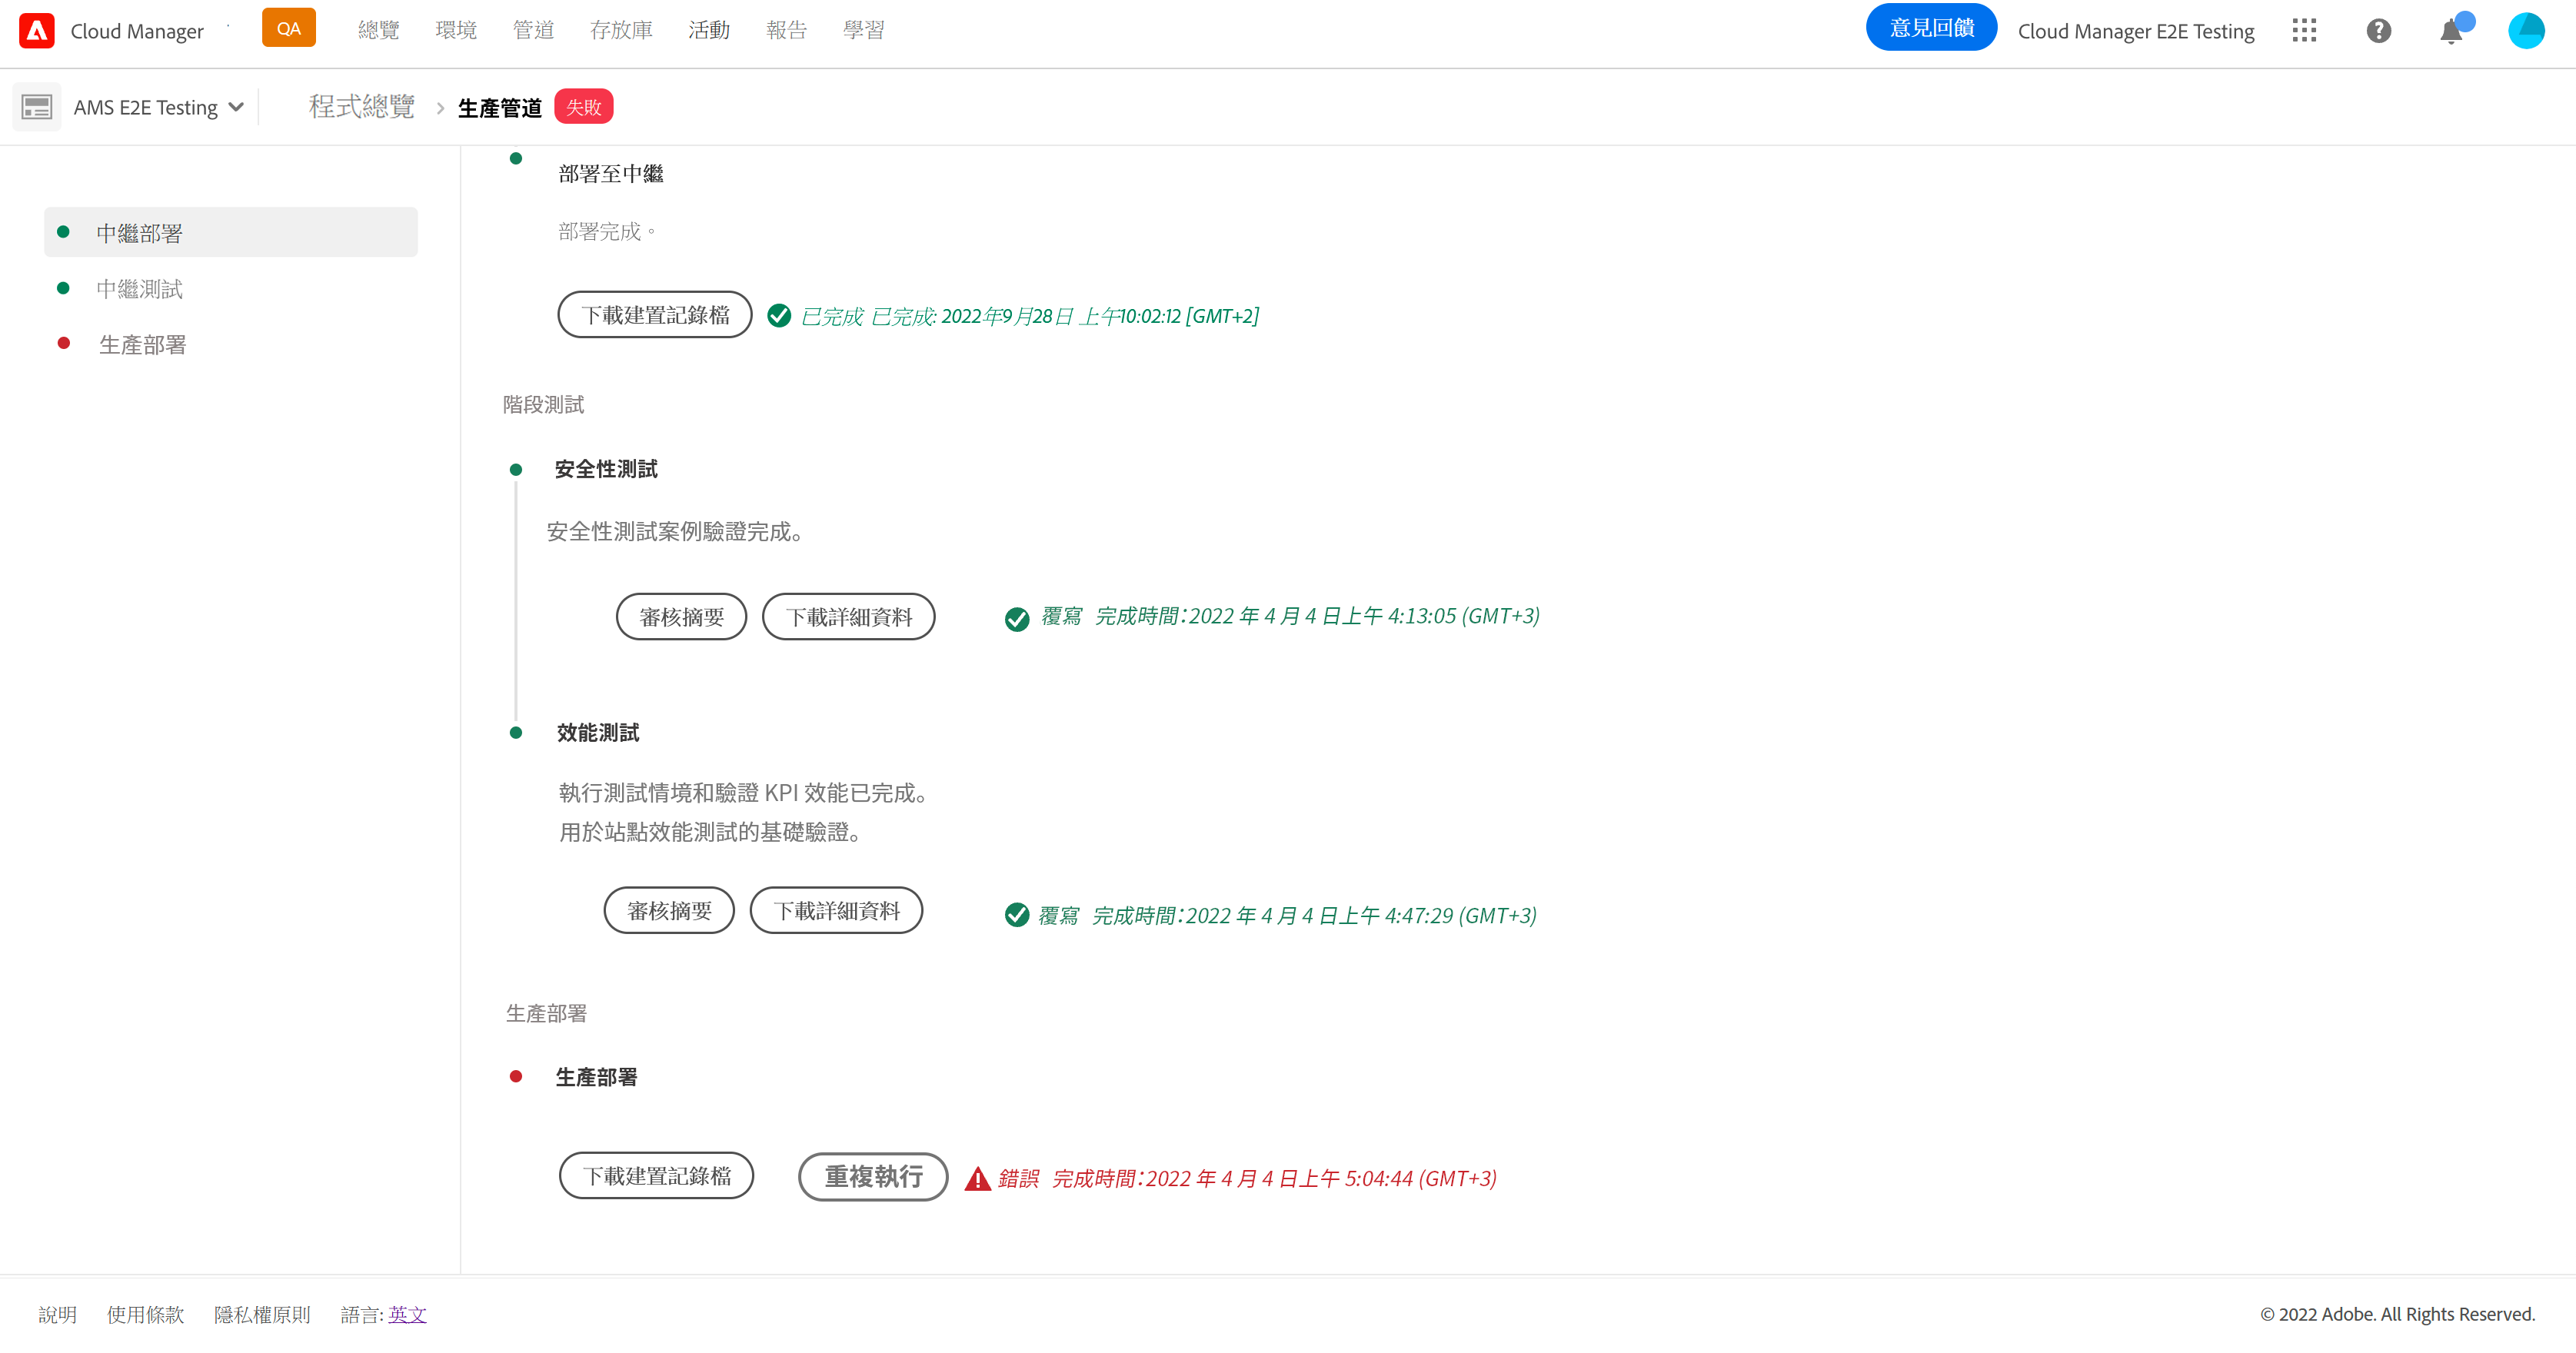 Cloud Manager QA 總覽 環境 管道 存放庫 活動 報告 學習 意見回饋 Cloud Manager E2E Testing
AMS E2E Testing 程式總覽 › 生產管道 失敗
中繼部署
中繼測試
生產部署
部署至中繼
部署完成。
下載建置記錄檔 已完成 已完成: 2022年9月28日 上午10:02:12 [GMT+2]
階段測試
安全性測試
安全性測試案例驗證完成。
審核摘要 下載詳細資料 覆寫 完成時間：2022 年 4 月 4 日上午 4:13:05 (GMT+3)
效能測試
執行測試情境和驗證 KPI 效能已完成。
用於站點效能測試的基礎驗證。
審核摘要 下載詳細資料 覆寫 完成時間：2022 年 4 月 4 日上午 4:47:29 (GMT+3)
生產部署
生產部署
下載建置記錄檔 重複執行 錯誤 完成時間：2022 年 4 月 4 日上午 5:04:44 (GMT+3)
說明 使用條款 隱私權原則 語言: 英文 © 2022 Adobe. All Rights Reserved.